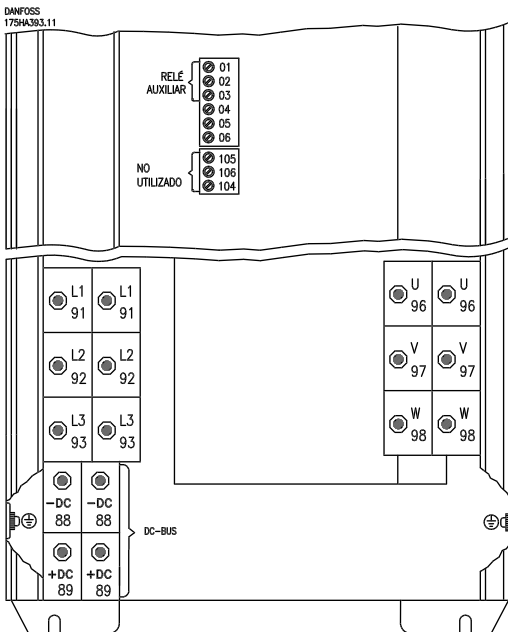 DANFOSS
175HA393.11
RELÉ
AUXILIAR
01
02
03
04
05
06
NO
UTILIZADO
105
106
104
L1 L1
91 91
L2 L2
92 92
L3 L3
93 93
U U
96 96
V V
97 97
W W
98 98
-DC -DC
88 88
+DC +DC
89 89
DC-BUS